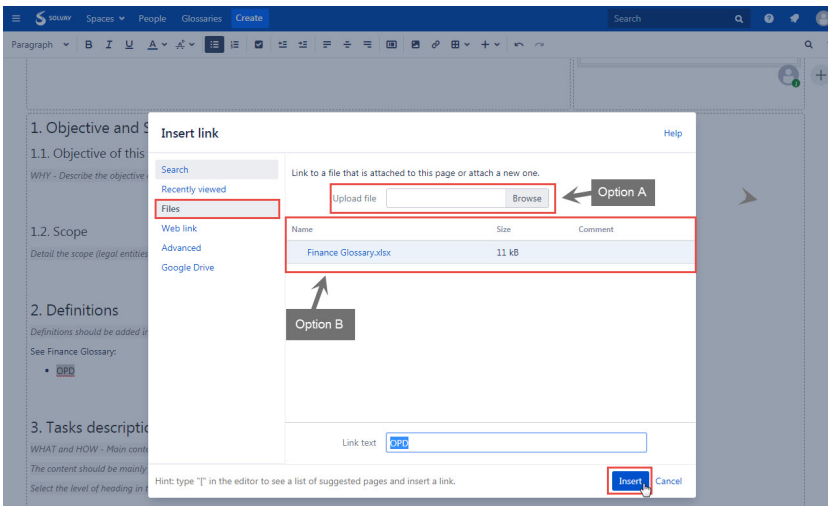 SOLVAY Spaces People Glossaries Create Search
Paragraph B I U A
1. Objective and S
1.1. Objective of this
WHY - Describe the objective
1.2. Scope
Detail the scope (legal entities
2. Definitions
Definitions should be added in
See Finance Glossary:
• OPD
3. Tasks descriptio
WHAT and HOW - Main conte
The content should be mainly
Select the level of heading in t
Insert link
Help
Search
Recently viewed
Files
Web link
Advanced
Google Drive
Link to a file that is attached to this page or attach a new one.
Upload file Browse
Option A
Name Size Comment
Finance Glossary.xlsx 11 kB
Option B
Link text OPD
Hint: type "[" in the editor to see a list of suggested pages and insert a link.
Insert Cancel